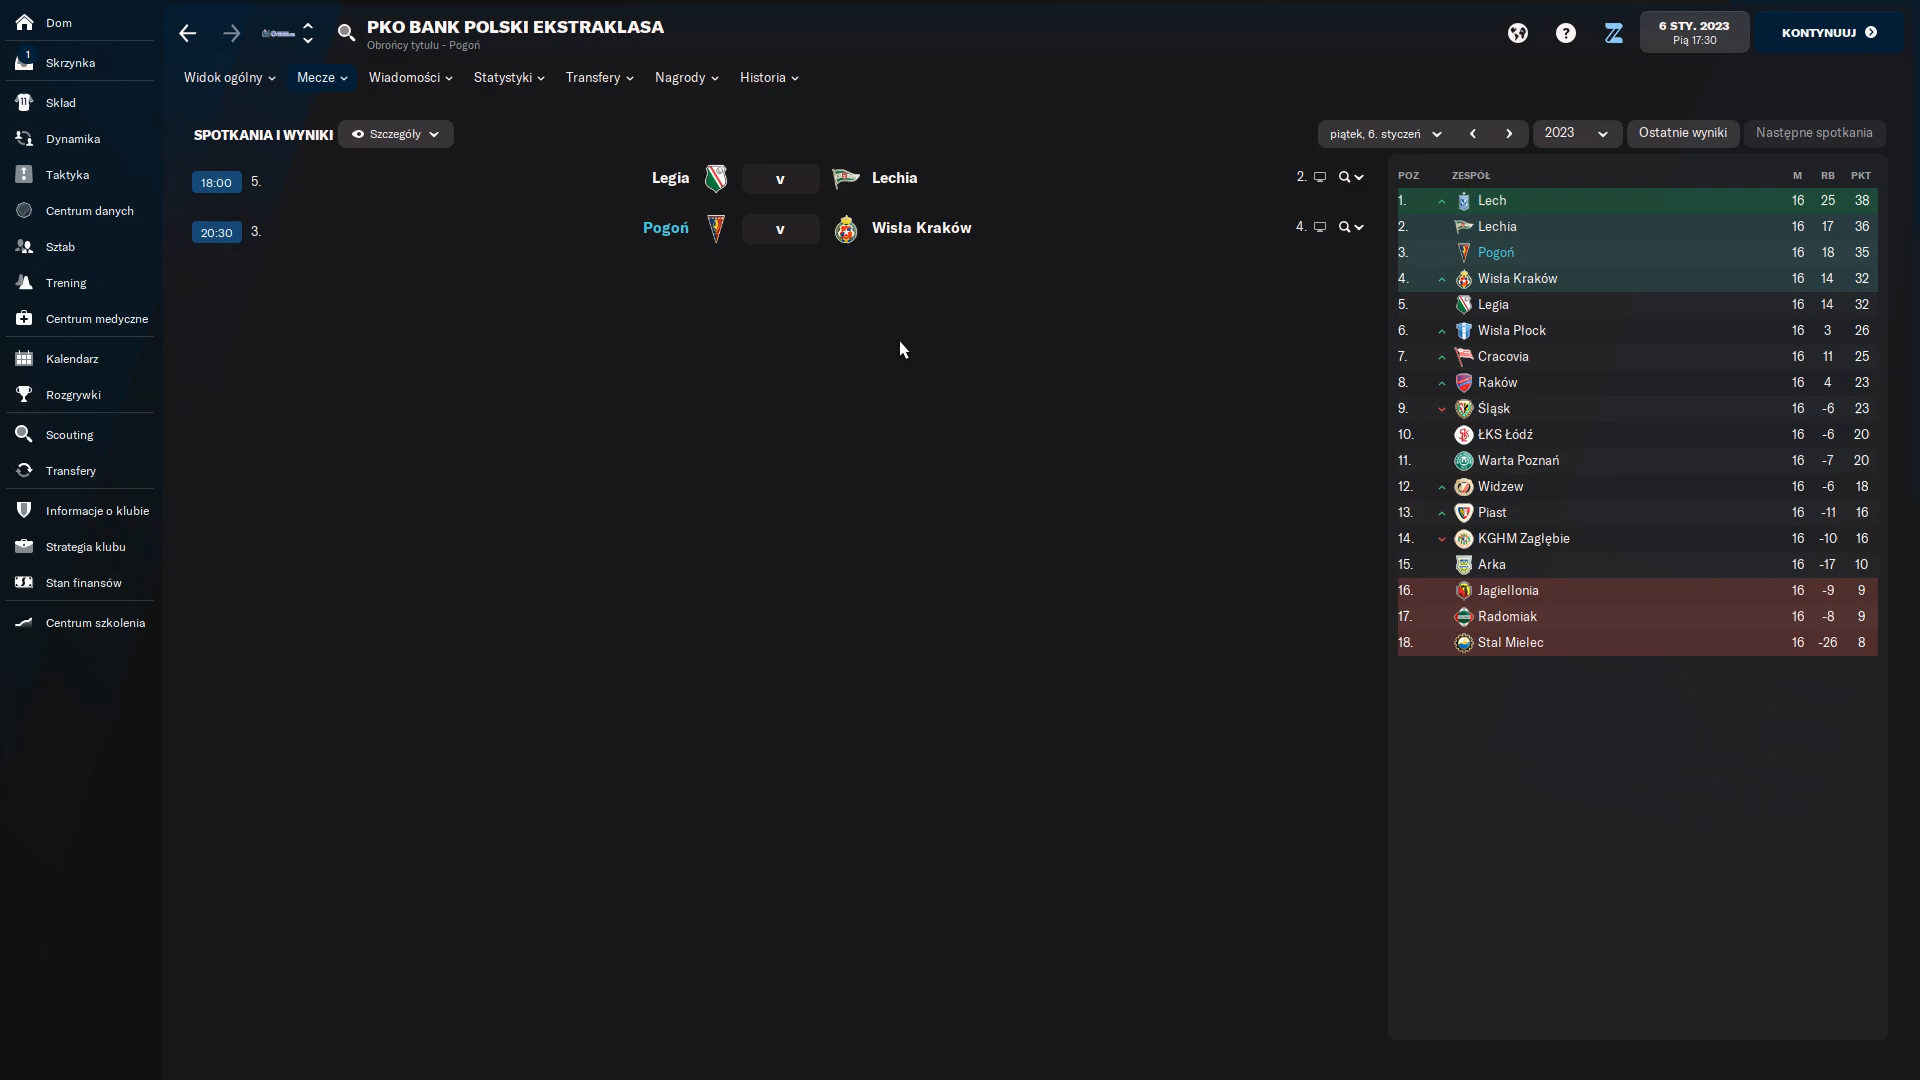 Dom
1
Skrzynka
Skład
Dynamika
Taktyka
Centrum danych
Sztab
Trening
Centrum medyczne
Kalendarz
Rozgrywki
Scouting
Transfery
Informacje o klubie
Strategia klubu
Stan finansów
Centrum szkolenia
PKO BANK POLSKI EKSTRAKLASA
Obrońcy tytulu - Pogoń
6 STY. 2023
Pią 17:30
KONTYNUUJ
Widok ogólny Mecze Wiadomości Statystyki Transfery Nagrody Historia
SPOTKANIA I WYNIKI Szczegóły
piątek, 6. styczeń 2023 Ostatnie wyniki Następne spotkania
18:00 5. Legia v Lechia 2.
20:30 3. Pogoń v Wisła Kraków 4.
POZ ZESPÓŁ M RB PKT
1. Lech 16 25 38
2. Lechia 16 17 36
3. Pogoń 16 18 35
4. Wisła Kraków 16 14 32
5. Legia 16 14 32
6. Wisła Płock 16 3 26
7. Cracovia 16 11 25
8. Raków 16 4 23
9. Śląsk 16 -6 23
10. ŁKS Łódź 16 -6 20
11. Warta Poznań 16 -7 20
12. Widzew 16 -6 18
13. Piast 16 -11 16
14. KGHM Zagłębie 16 -10 16
15. Arka 16 -17 10
16. Jagiellonia 16 -9 9
17. Radomiak 16 -8 9
18. Stal Mielec 16 -26 8